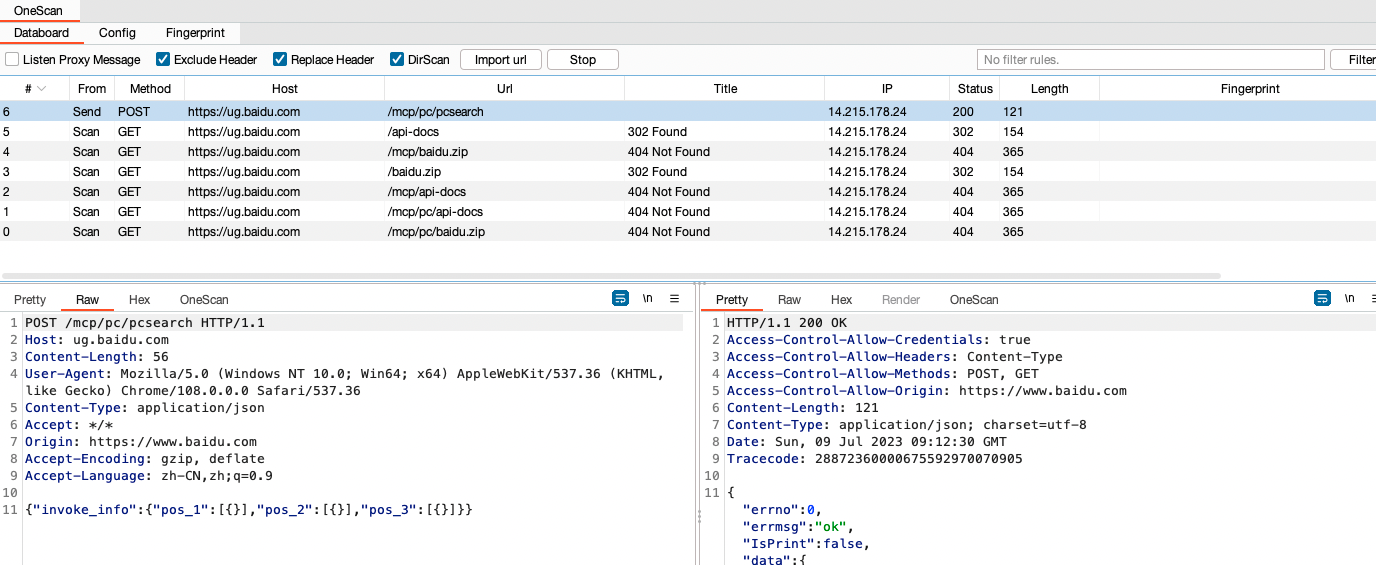 OneScan
Databoard Config Fingerprint
Listen Proxy Message Exclude Header Replace Header DirScan Import url Stop No filter rules. Filter
# From Method Host Url Title IP Status Length Fingerprint
6 Send POST https://ug.baidu.com /mcp/pc/pcsearch 14.215.178.24 200 121
5 Scan GET https://ug.baidu.com /api-docs 302 Found 14.215.178.24 302 154
4 Scan GET https://ug.baidu.com /mcp/baidu.zip 404 Not Found 14.215.178.24 404 365
3 Scan GET https://ug.baidu.com /baidu.zip 302 Found 14.215.178.24 302 154
2 Scan GET https://ug.baidu.com /mcp/api-docs 404 Not Found 14.215.178.24 404 365
1 Scan GET https://ug.baidu.com /mcp/pc/api-docs 404 Not Found 14.215.178.24 404 365
0 Scan GET https://ug.baidu.com /mcp/pc/baidu.zip 404 Not Found 14.215.178.24 404 365
Pretty Raw Hex OneScan \n
1 POST /mcp/pc/pcsearch HTTP/1.1
2 Host: ug.baidu.com
3 Content-Length: 56
4 User-Agent: Mozilla/5.0 (Windows NT 10.0; Win64; x64) AppleWebKit/537.36 (KHTML,
like Gecko) Chrome/108.0.0.0 Safari/537.36
5 Content-Type: application/json
6 Accept: */*
7 Origin: https://www.baidu.com
8 Accept-Encoding: gzip, deflate
9 Accept-Language: zh-CN,zh;q=0.9
10
11 {"invoke_info":{"pos_1":[{}],"pos_2":[{}],"pos_3":[{}]}}
Pretty Raw Hex Render OneScan \n
1 HTTP/1.1 200 OK
2 Access-Control-Allow-Credentials: true
3 Access-Control-Allow-Headers: Content-Type
4 Access-Control-Allow-Methods: POST, GET
5 Access-Control-Allow-Origin: https://www.baidu.com
6 Content-Length: 121
7 Content-Type: application/json; charset=utf-8
8 Date: Sun, 09 Jul 2023 09:12:30 GMT
9 Tracecode: 28872360000675592970070905
10
11 {
"errno":0,
"errmsg":"ok",
"IsPrint":false,
"data":{